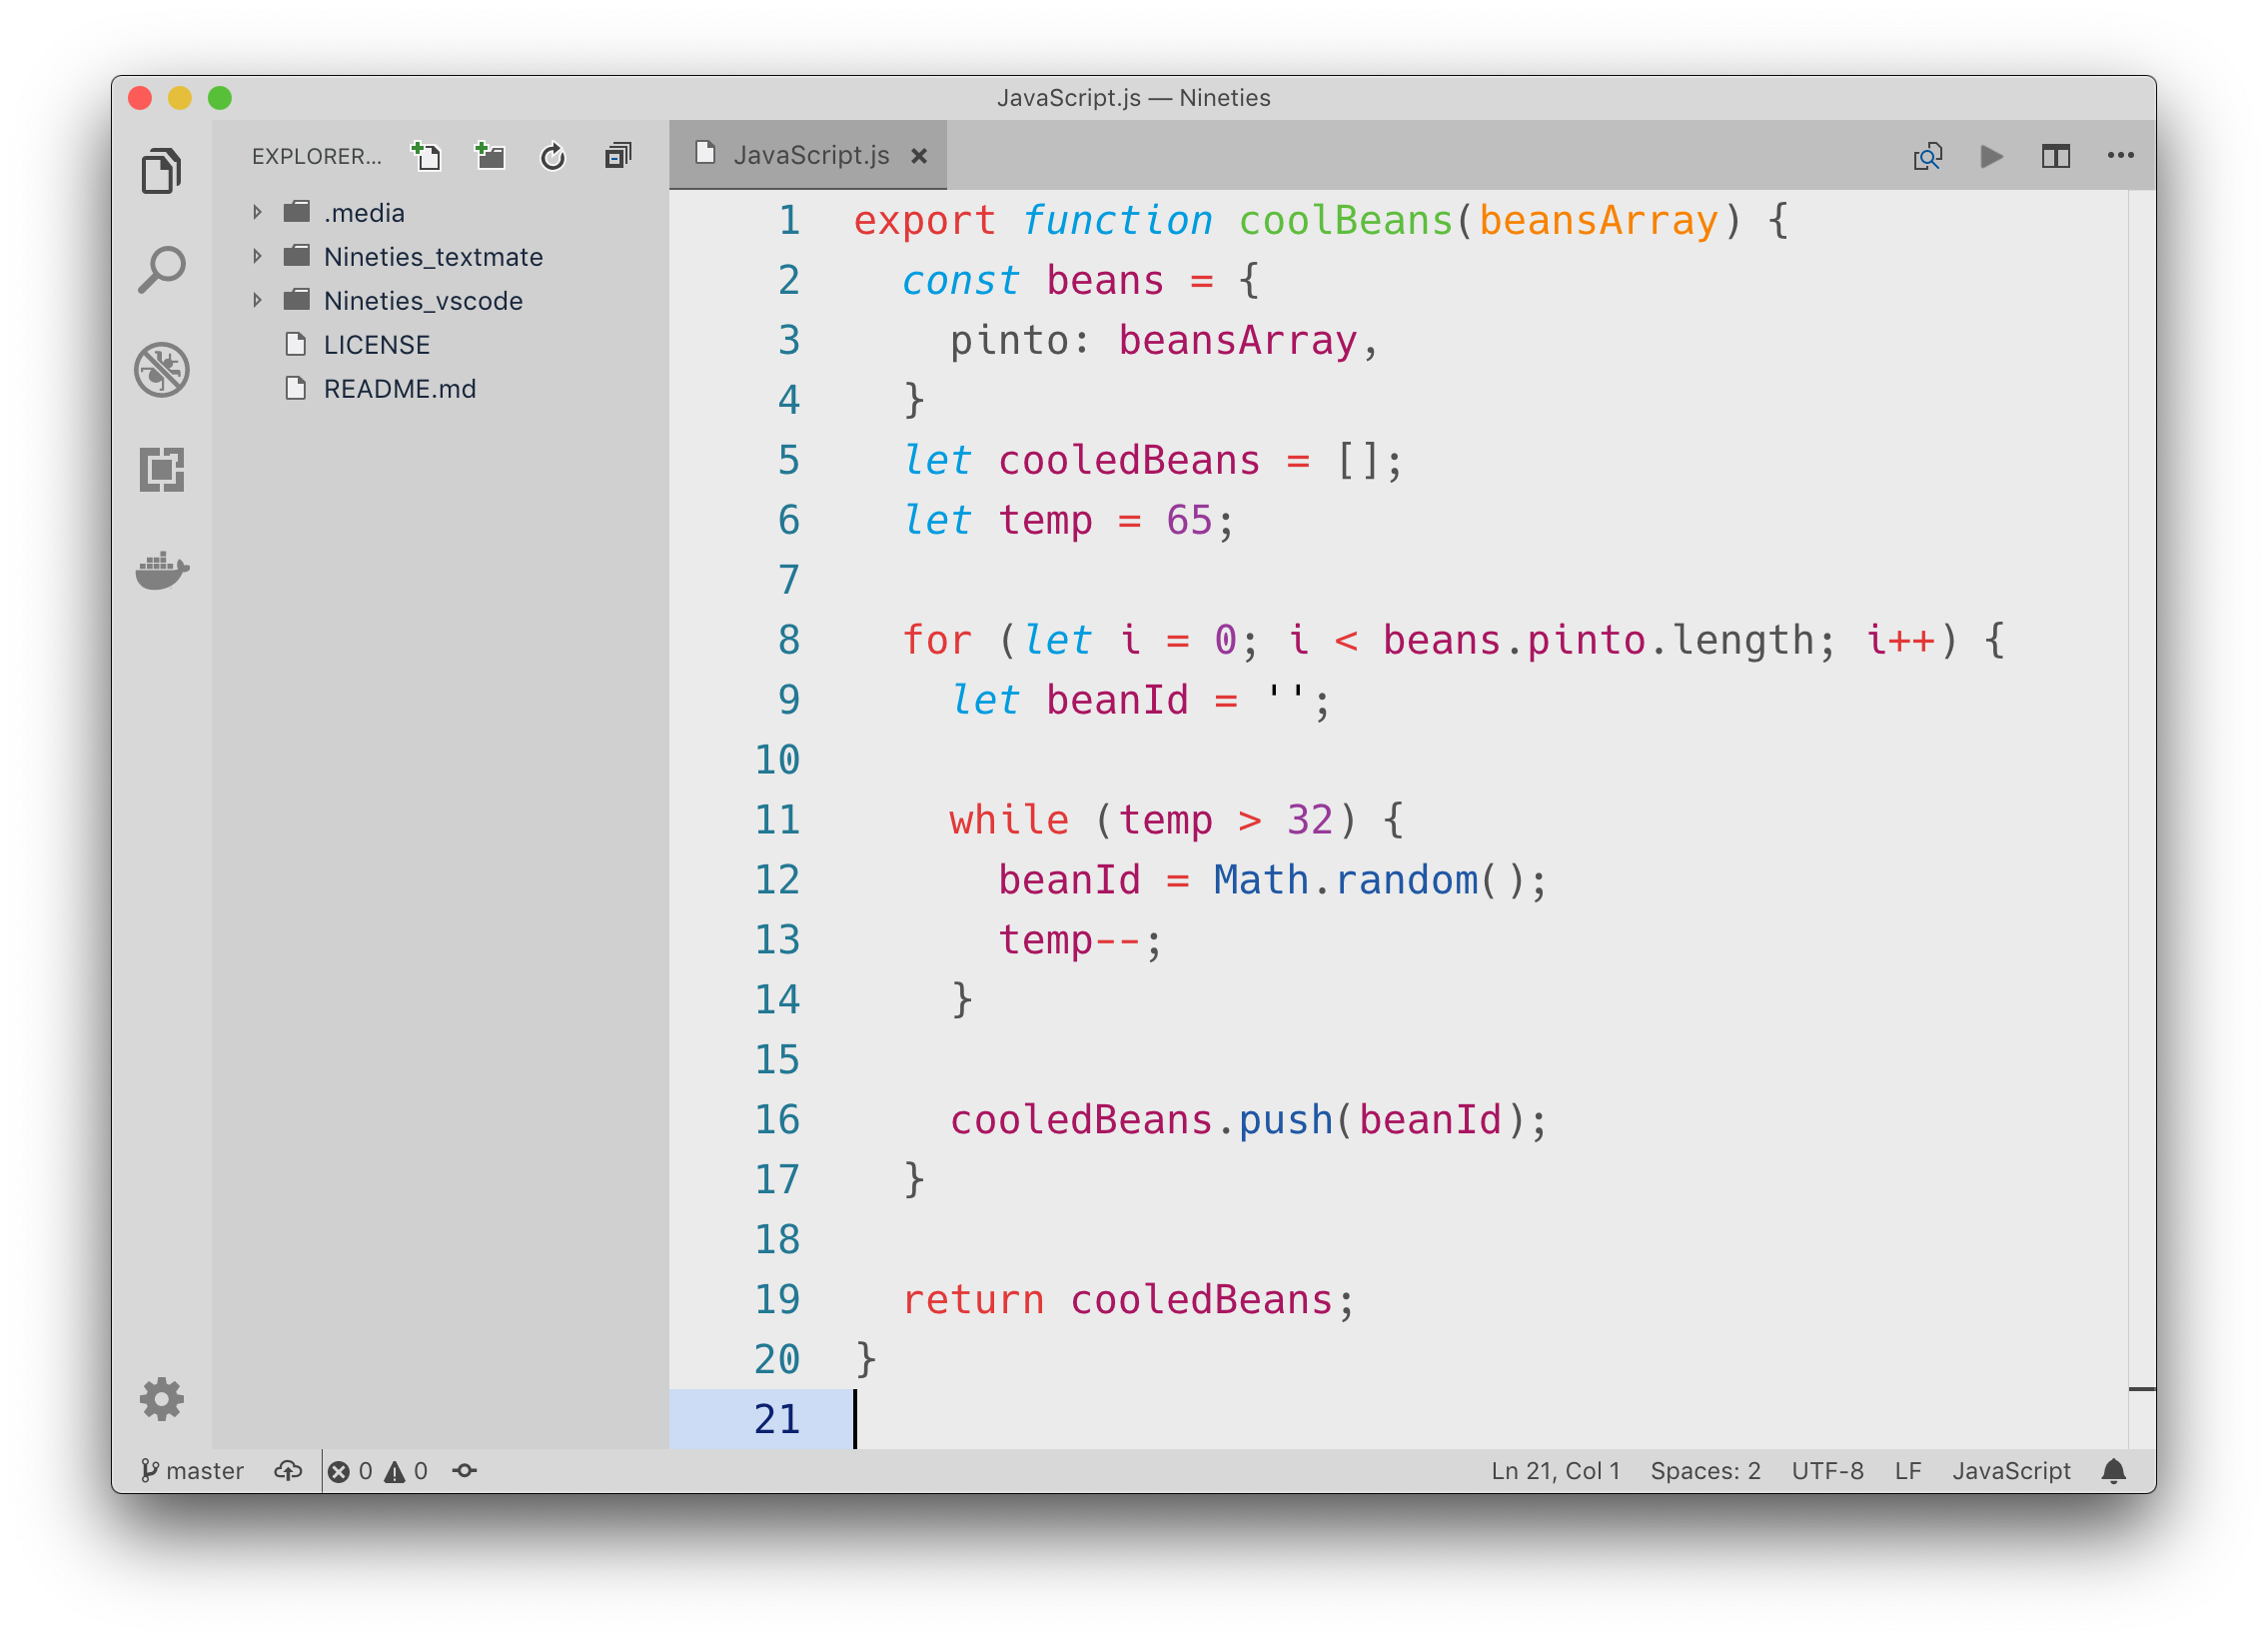 JavaScript.js — Nineties
EXPLORER...
.media
Nineties_textmate
Nineties_vscode
LICENSE
README.md
JavaScript.js ×
1 export function coolBeans(beansArray) {
2   const beans = {
3     pinto: beansArray,
4   }
5   let cooledBeans = [];
6   let temp = 65;
7
8   for (let i = 0; i < beans.pinto.length; i++) {
9     let beanId = '';
10
11     while (temp > 32) {
12       beanId = Math.random();
13       temp--;
14     }
15
16     cooledBeans.push(beanId);
17   }
18
19   return cooledBeans;
20 }
21
master 0 0 Ln 21, Col 1 Spaces: 2 UTF-8 LF JavaScript